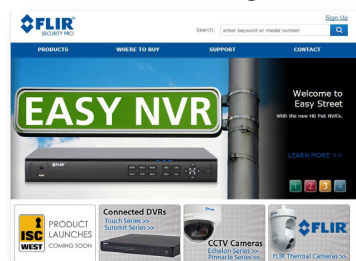 FLIR
SECURITY PRO
Sign Up
Search: enter keyword or model number
PRODUCTS
WHERE TO BUY
SUPPORT
CONTACT
EASY NVR
Welcome to
Easy Street
With the new HD PoE NVR's.
LEARN MORE >>
FLIR
1 2 3 4
ISC
WEST
PRODUCT
LAUNCHES
COMING SOON
Connected DVRs
Touch Series >>
Summit Series >>
CCTV Cameras
Echelon Series >>
Pinnacle Series >>
FLIR
FLIR Thermal Cameras >>